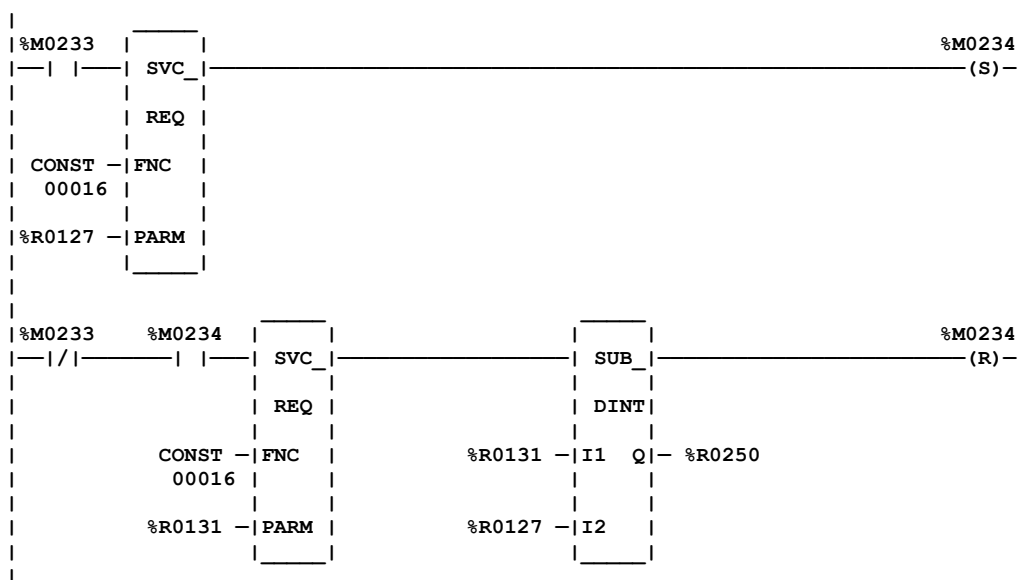 %M0233 %M0234
SVC_ (S)
REQ
CONST FNC
00016
%R0127 PARM
%M0233 %M0234 %M0234
SVC_ SUB_ (R)
REQ DINT
CONST FNC %R0131 I1 Q %R0250
00016
%R0131 PARM %R0127 I2